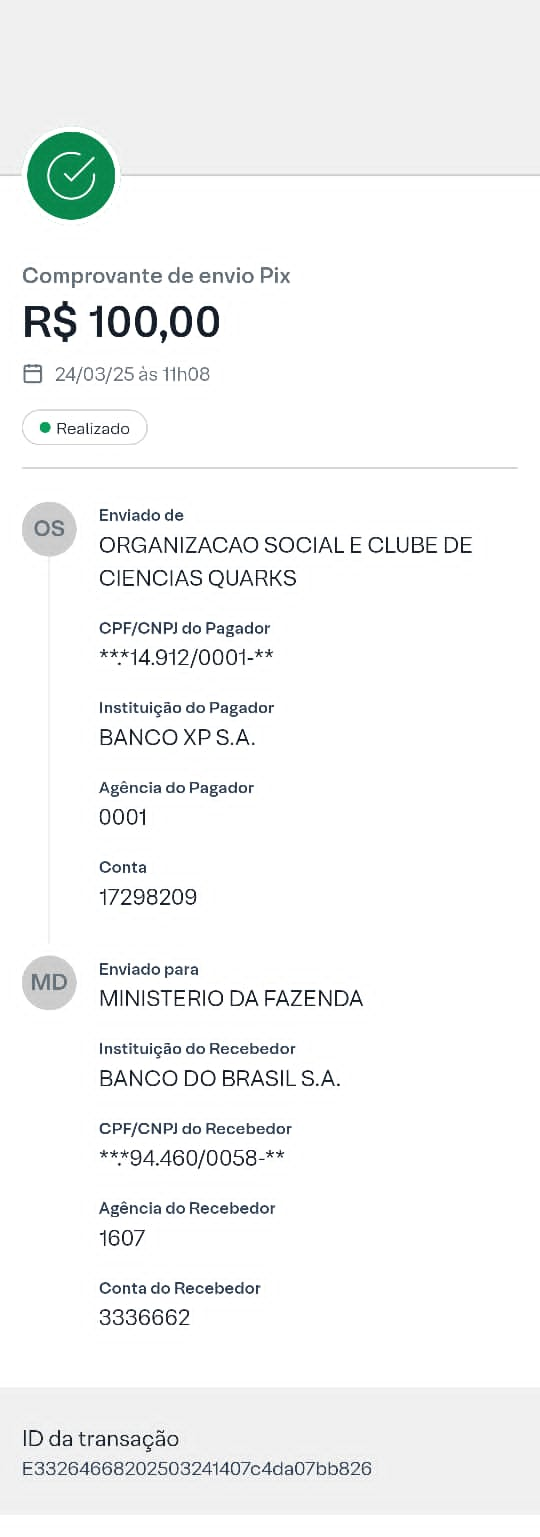 Comprovante de envio Pix
R$ 100,00
24/03/25 às 11h08
Realizado
OS
Enviado de
ORGANIZACAO SOCIAL E CLUBE DE
CIENCIAS QUARKS
CPF/CNPJ do Pagador
**.*14.912/0001-**
Instituição do Pagador
BANCO XP S.A.
Agência do Pagador
0001
Conta
17298209
MD
Enviado para
MINISTERIO DA FAZENDA
Instituição do Recebedor
BANCO DO BRASIL S.A.
CPF/CNPJ do Recebedor
**.*94.460/0058-**
Agência do Recebedor
1607
Conta do Recebedor
3336662
ID da transação
E33264668202503241407c4da07bb826